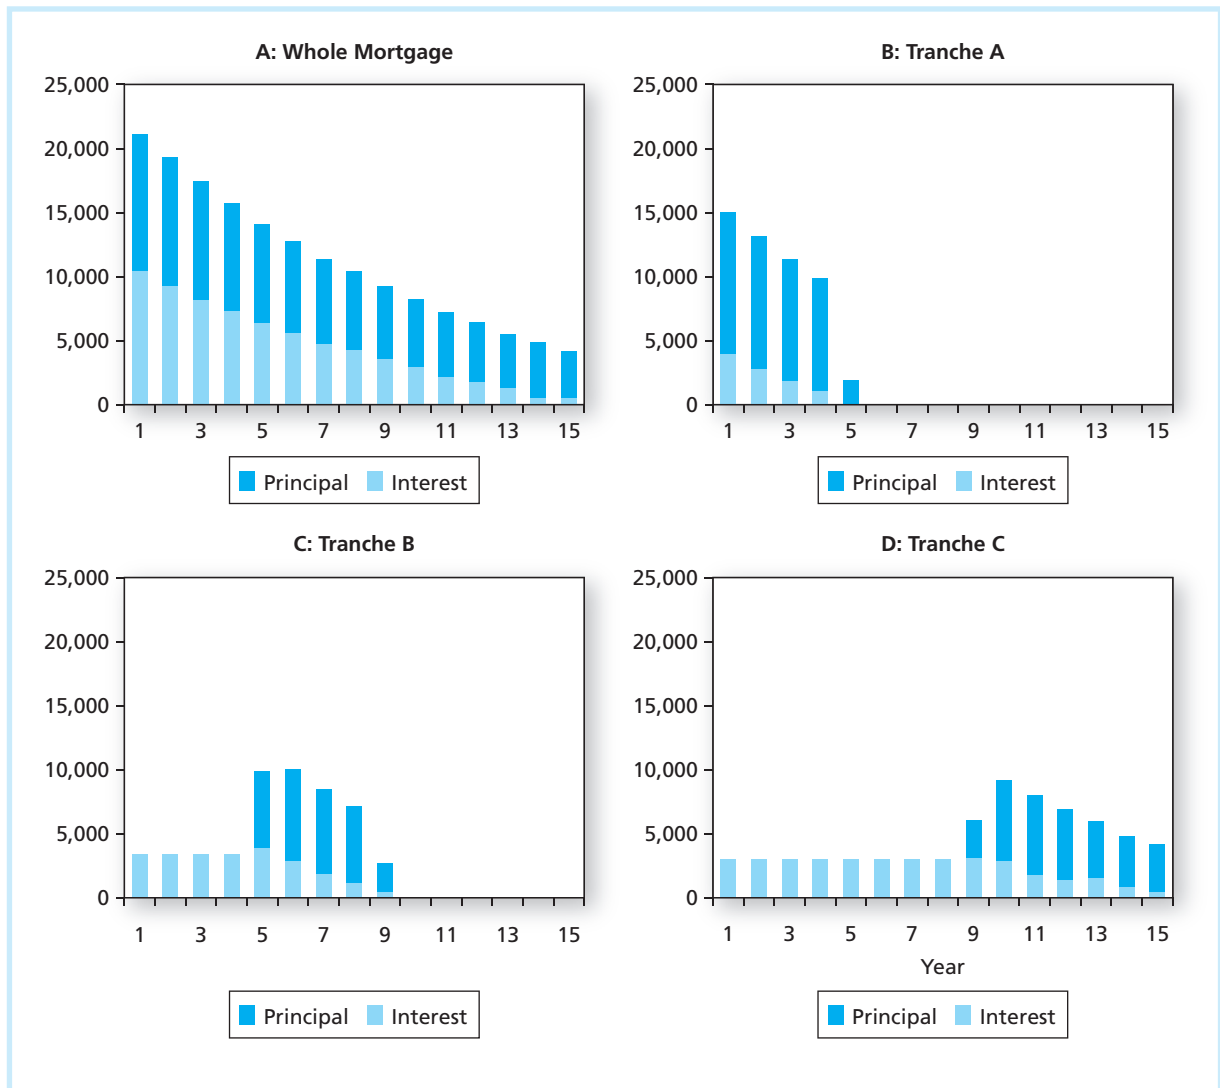 A: Whole Mortgage
25,000
20,000
15,000
10,000
5,000
0
1 3 5 7 9 11 13 15
Principal Interest
B: Tranche A
25,000
20,000
15,000
10,000
5,000
0
1 3 5 7 9 11 13 15
Principal Interest
C: Tranche B
25,000
20,000
15,000
10,000
5,000
0
1 3 5 7 9 11 13 15
Principal Interest
D: Tranche C
25,000
20,000
15,000
10,000
5,000
0
1 3 5 7 9 11 13 15
Year
Principal Interest